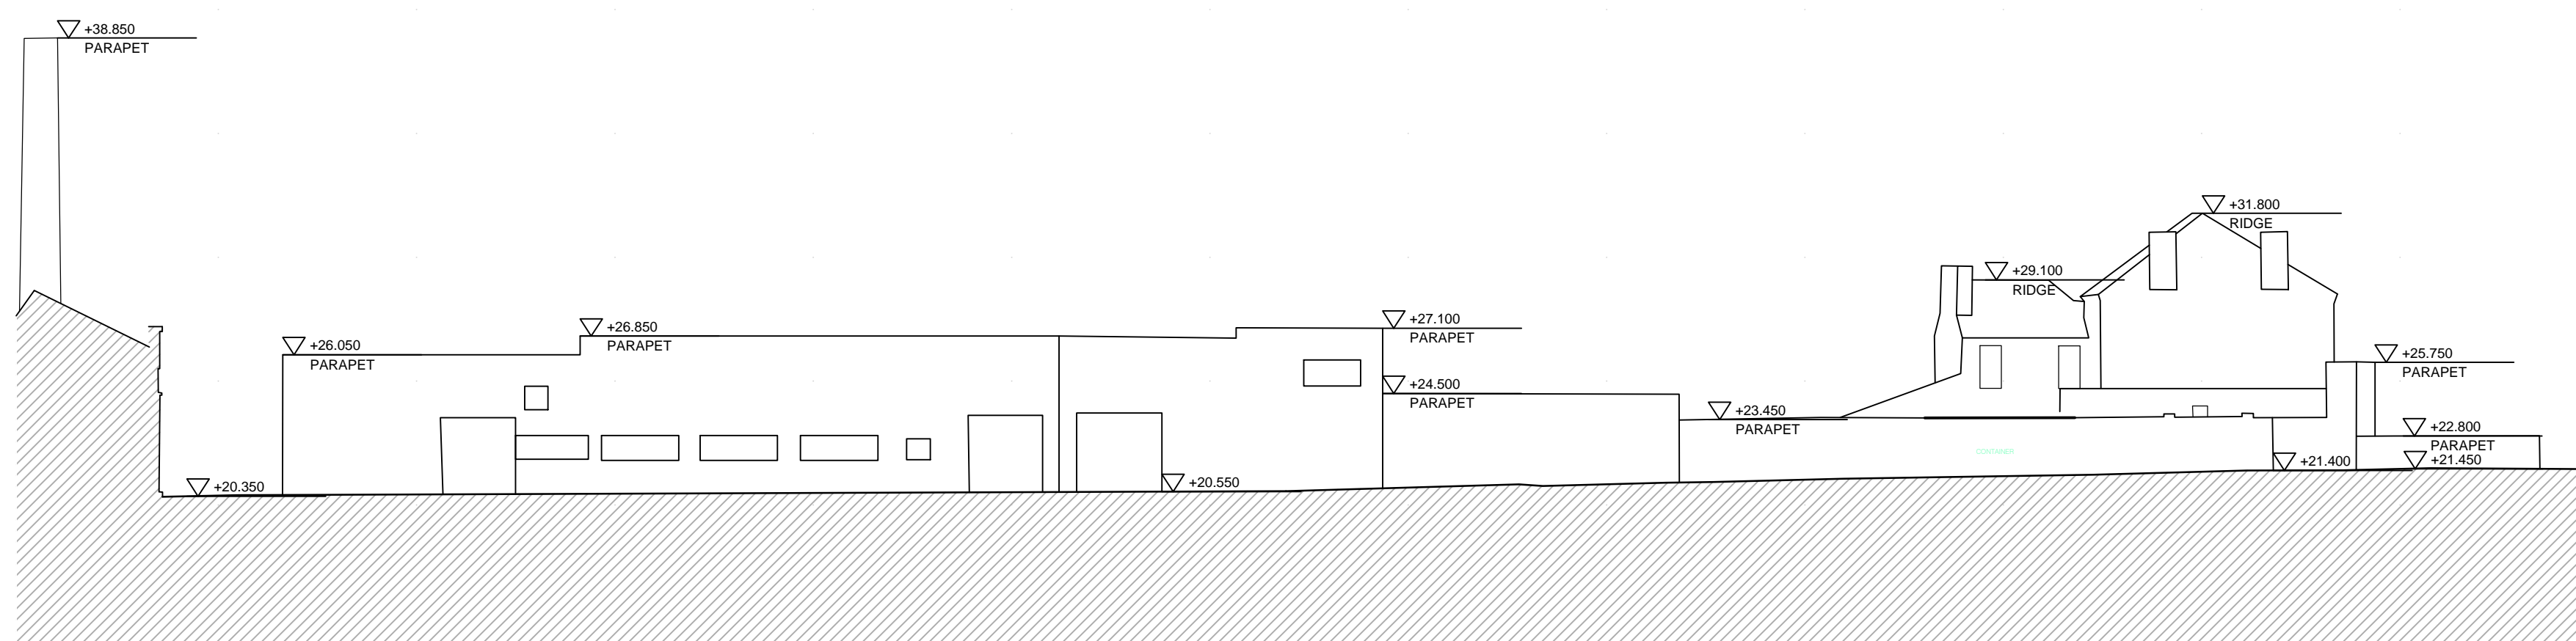 +38.850
PARAPET
+31.800
RIDGE
+29.100
RIDGE
+27.100
PARAPET
+26.850
PARAPET
+26.050
PARAPET
+25.750
PARAPET
+24.500
PARAPET
+23.450
PARAPET
+22.800
PARAPET
CONTAINER
+21.400
+21.450
+20.550
+20.350